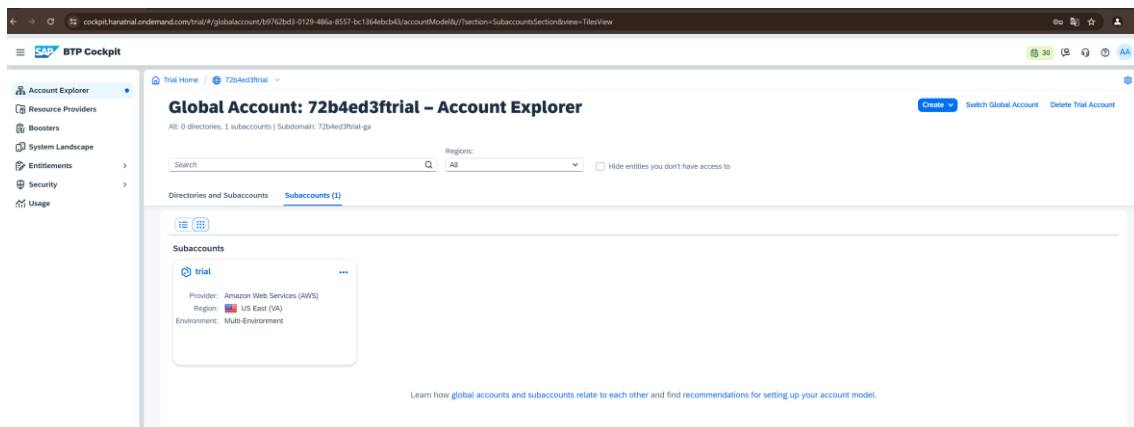 cockpit.hanatrial.ondemand.com/trial/#/globalaccount/b9762bd3-0129-486a-8557-bc1364ebcb43/accountModel&//?section=SubaccountsSection&view=TilesView
SAP BTP Cockpit
30
AA
Account Explorer
Resource Providers
Boosters
System Landscape
Entitlements
Security
Usage
Trial Home / 72b4ed3ftrial
Global Account: 72b4ed3ftrial – Account Explorer
Create
Switch Global Account
Delete Trial Account
All: 0 directories, 1 subaccounts | Subdomain: 72b4ed3ftrial-ga
Regions:
Search
All
Hide entities you don't have access to
Directories and Subaccounts
Subaccounts (1)
Subaccounts
trial
Provider: Amazon Web Services (AWS)
Region: US East (VA)
Environment: Multi-Environment
Learn how global accounts and subaccounts relate to each other and find recommendations for setting up your account model.